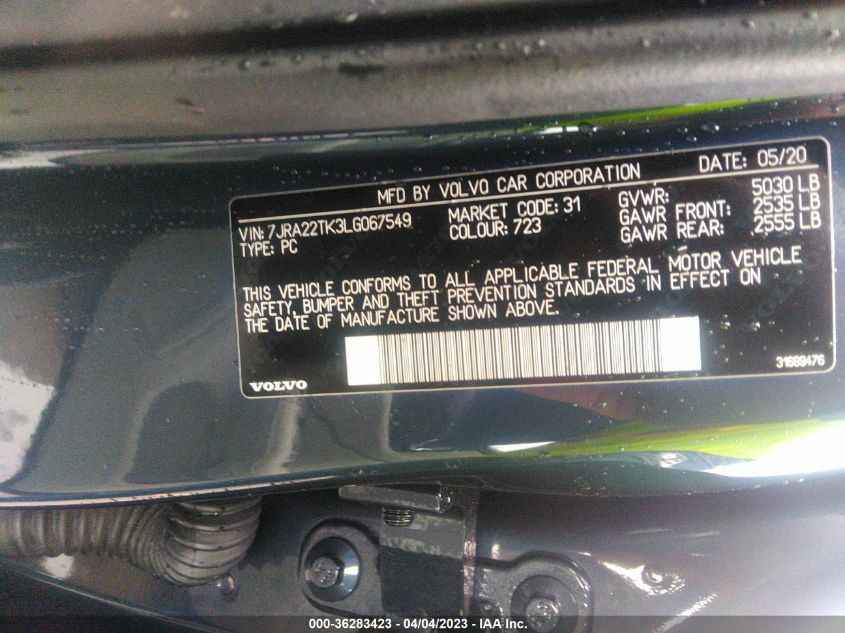 MFD BY VOLVO CAR CORPORATION DATE: 05/20
VIN: 7JRA22TK3LG067549 MARKET CODE: 31 GVWR: 5030 LB
TYPE: PC COLOUR: 723 GAWR FRONT: 2535 LB
GAWR REAR: 2555 LB
THIS VEHICLE CONFORMS TO ALL APPLICABLE FEDERAL MOTOR VEHICLE
SAFETY, BUMPER AND THEFT PREVENTION STANDARDS IN EFFECT ON
THE DATE OF MANUFACTURE SHOWN ABOVE.
VOLVO 31689476
000-36283423 - 04/04/2023 - IAA Inc.